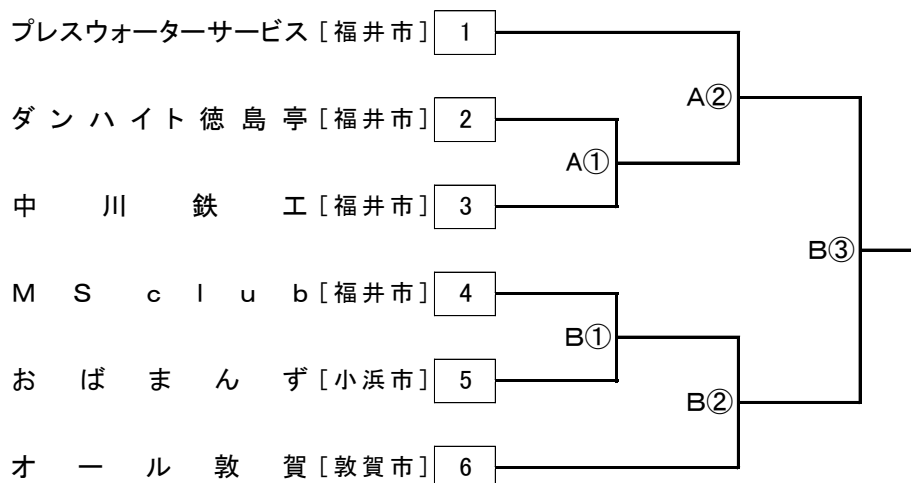 プレスウォーターサービス [福井市] 1
A②
ダンハイト徳島亭 [福井市] 2
A①
中川鉄工 [福井市] 3
B③
MS club [福井市] 4
B①
おばまんず [小浜市] 5
B②
オール敦賀 [敦賀市] 6